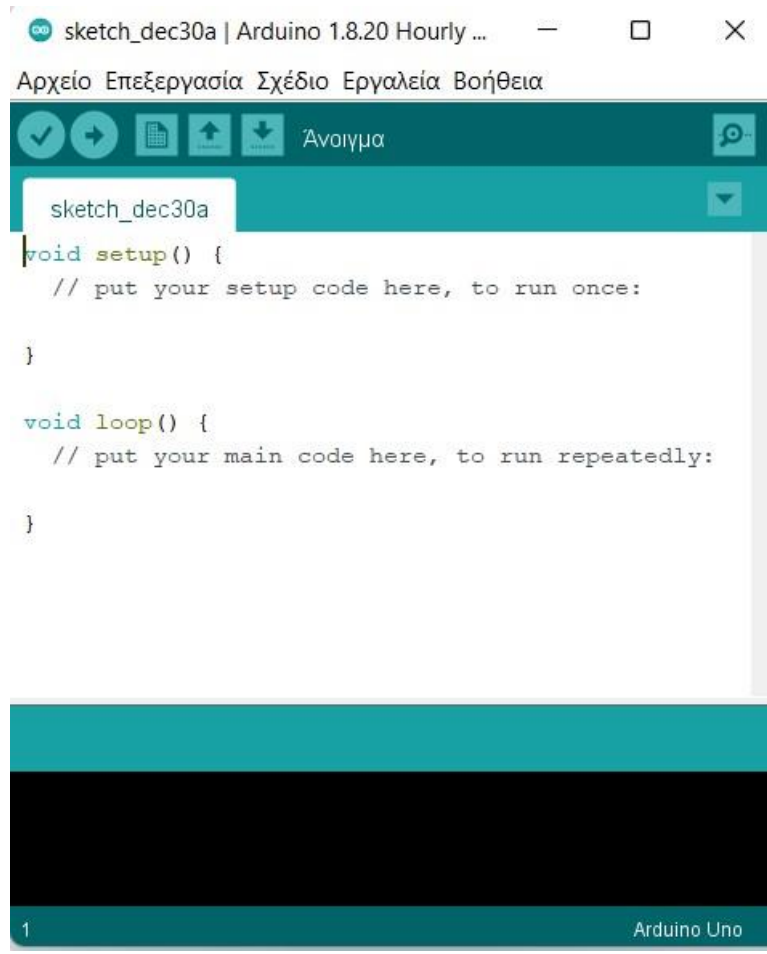 sketch_dec30a | Arduino 1.8.20 Hourly ...
Αρχείο Επεξεργασία Σχέδιο Εργαλεία Βοήθεια
Άνοιγμα
sketch_dec30a
void setup() {
  // put your setup code here, to run once:
}
void loop() {
  // put your main code here, to run repeatedly:
}
1 Arduino Uno